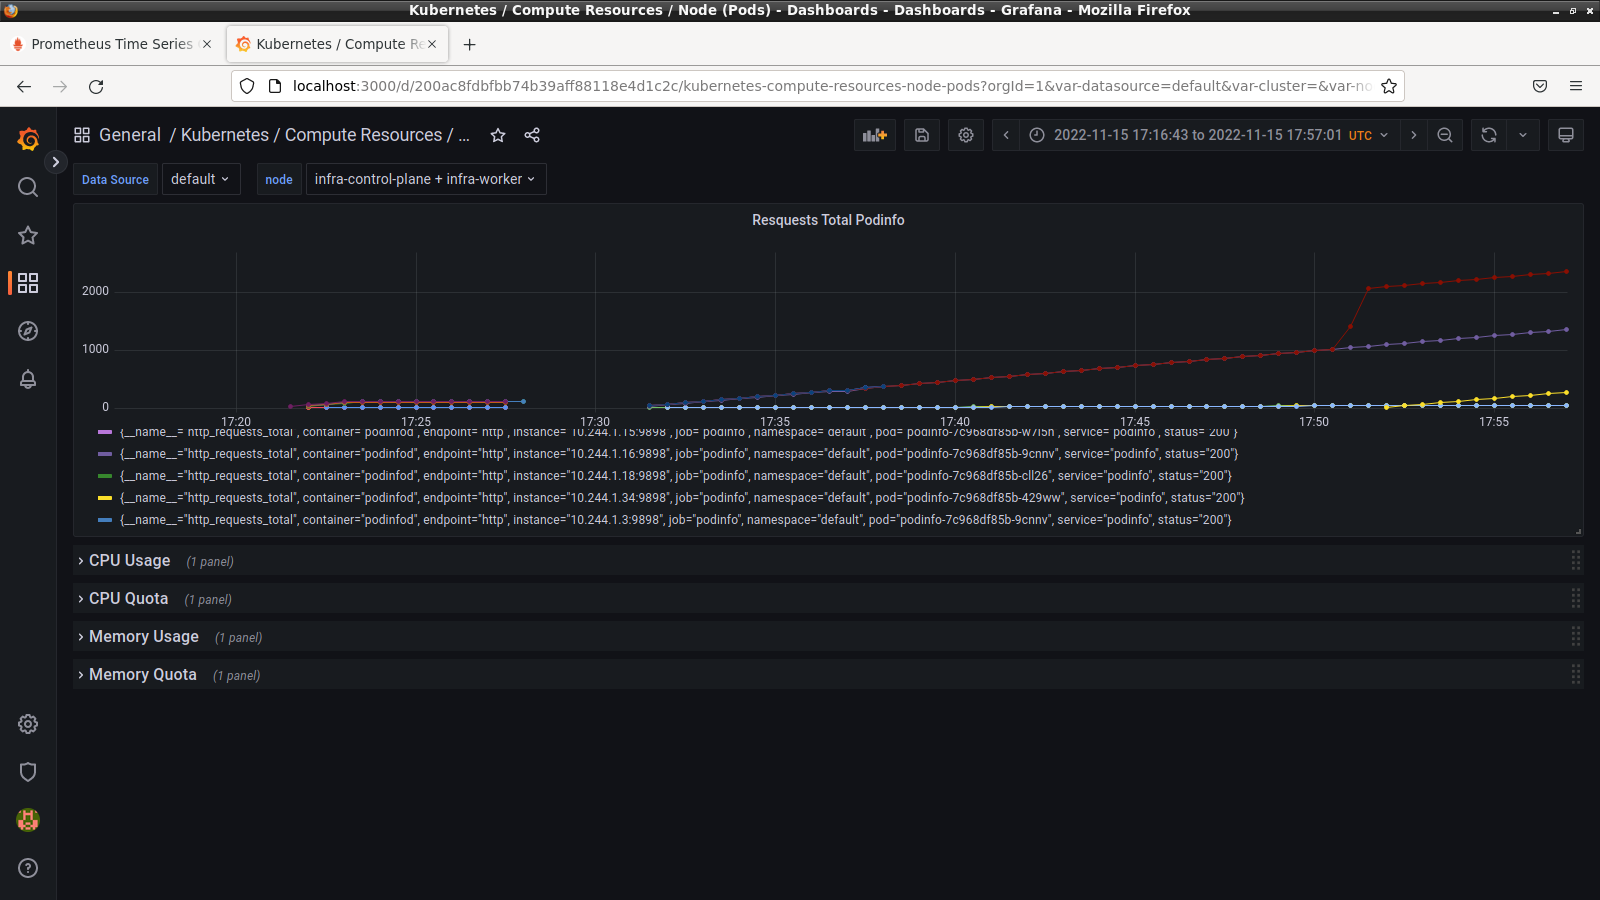 Kubernetes / Compute Resources / Node (Pods) - Dashboards - Dashboards - Grafana - Mozilla Firefox
Prometheus Time Series
Kubernetes / Compute Re
localhost:3000/d/200ac8fdbfbb74b39aff88118e4d1c2c/kubernetes-compute-resources-node-pods?orgId=1&var-datasource=default&var-cluster=&var-no
General / Kubernetes / Compute Resources / ...
2022-11-15 17:16:43 to 2022-11-15 17:57:01 UTC
Data Source default node infra-control-plane + infra-worker
Resquests Total Podinfo
2000
1000
0
17:20 17:25 17:30 17:35 17:40 17:45 17:50 17:55
{__name__="http_requests_total", container="podinfod", endpoint="http", instance="10.244.1.15:9898", job="podinfo", namespace="default", pod="podinfo-7c968df85b-w7l5h", service="podinfo", status="200"}
{__name__="http_requests_total", container="podinfod", endpoint="http", instance="10.244.1.16:9898", job="podinfo", namespace="default", pod="podinfo-7c968df85b-9cnnv", service="podinfo", status="200"}
{__name__="http_requests_total", container="podinfod", endpoint="http", instance="10.244.1.18:9898", job="podinfo", namespace="default", pod="podinfo-7c968df85b-cll26", service="podinfo", status="200"}
{__name__="http_requests_total", container="podinfod", endpoint="http", instance="10.244.1.34:9898", job="podinfo", namespace="default", pod="podinfo-7c968df85b-429ww", service="podinfo", status="200"}
{__name__="http_requests_total", container="podinfod", endpoint="http", instance="10.244.1.3:9898", job="podinfo", namespace="default", pod="podinfo-7c968df85b-9cnnv", service="podinfo", status="200"}
CPU Usage (1 panel)
CPU Quota (1 panel)
Memory Usage (1 panel)
Memory Quota (1 panel)